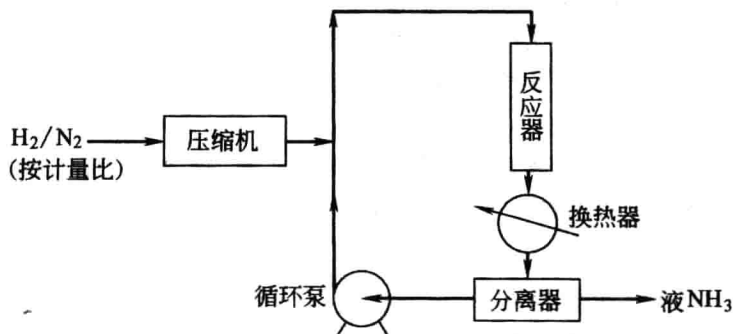 H₂/N₂
(按计量比)
压缩机
反应器
换热器
循环泵
分离器
液NH₃